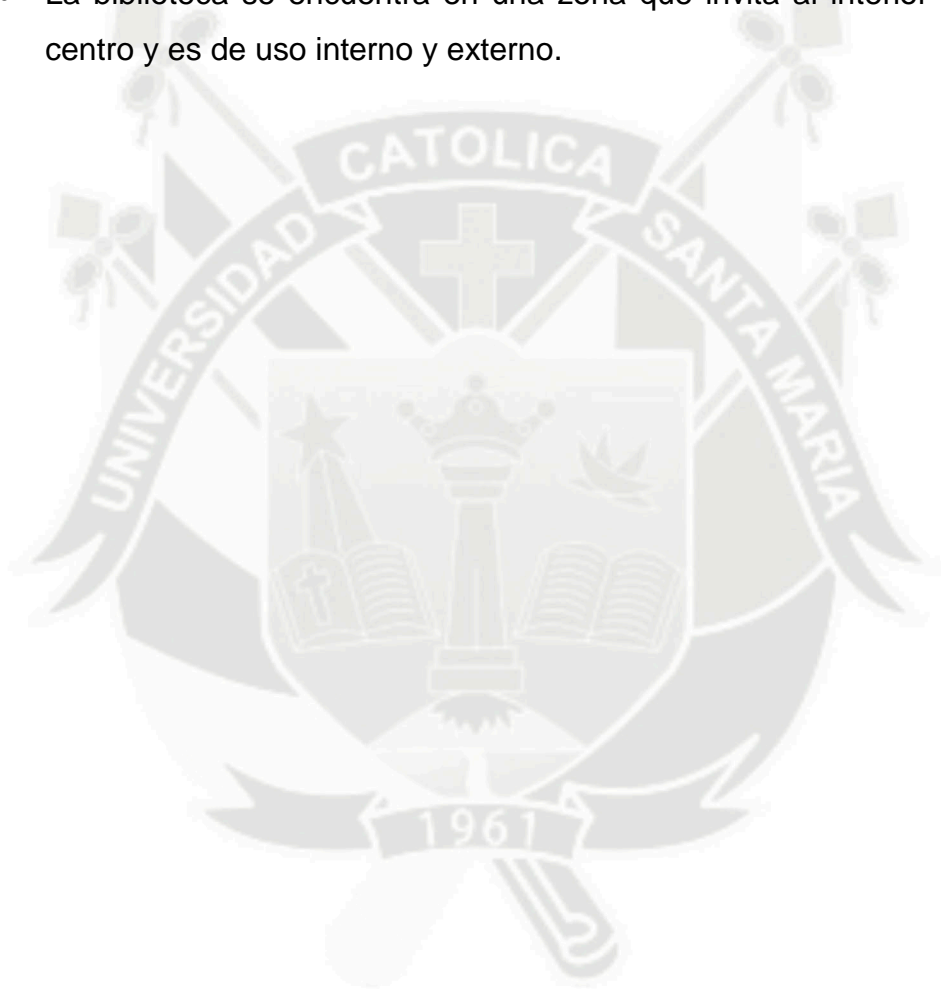 La biblioteca se encuentra en una zona que invita al interior
centro y es de uso interno y externo.
UNIVERSIDAD CATOLICA SANTA MARIA
1961